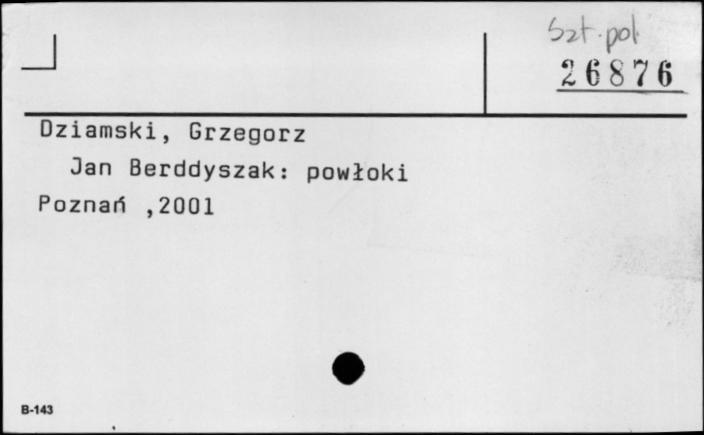 Szt. pol.
26876
Dziamski, Grzegorz
Jan Berddyszak: powłoki
Poznań ,2001
B-143